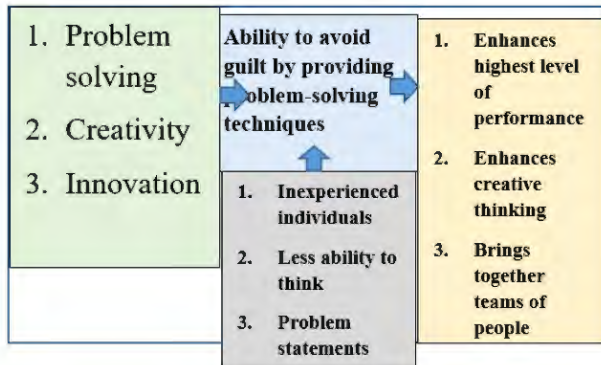 1. Problem
solving
2. Creativity
3. Innovation
Ability to avoid
guilt by providing
problem-solving
techniques
1. Inexperienced
individuals
2. Less ability to
think
3. Problem
statements
1. Enhances
highest level
of
performance
2. Enhances
creative
thinking
3. Brings
together
teams of
people